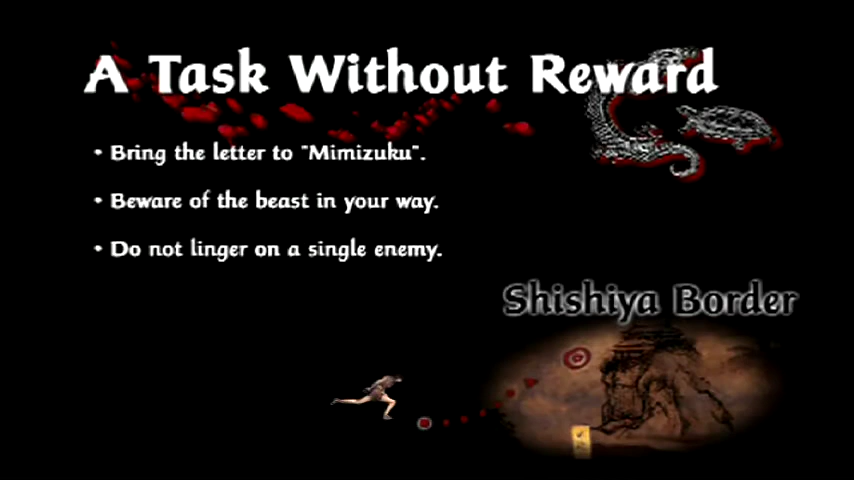 A Task Without Reward
• Bring the letter to "Mimizuku".
• Beware of the beast in your way.
• Do not linger on a single enemy.
Shishiya Border